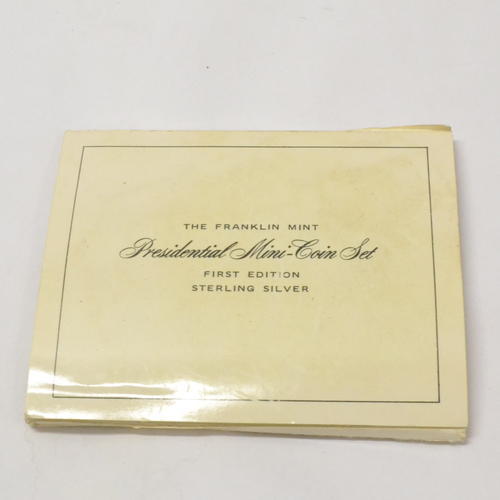 THE FRANKLIN MINT
Presidential Mini-Coin Set
FIRST EDITION
STERLING SILVER